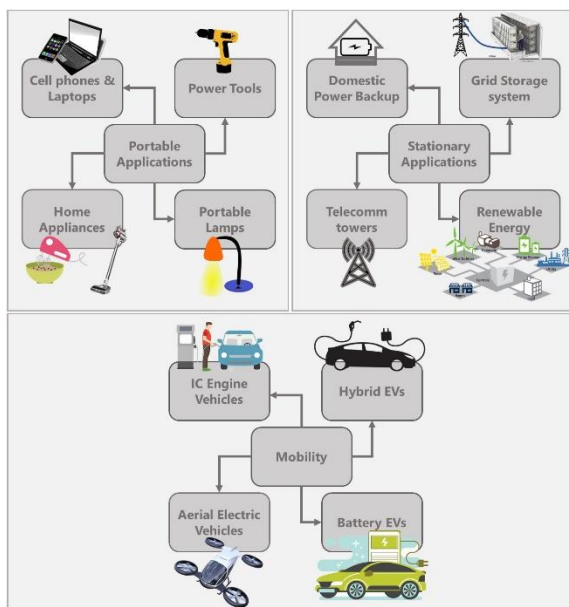 Cell phones &
Laptops
Power Tools
Portable
Applications
Home
Appliances
Portable
Lamps
Domestic
Power Backup
Grid Storage
system
Stationary
Applications
Telecomm
towers
Renewable
Energy
IC Engine
Vehicles
Hybrid EVs
Mobility
Aerial Electric
Vehicles
Battery EVs